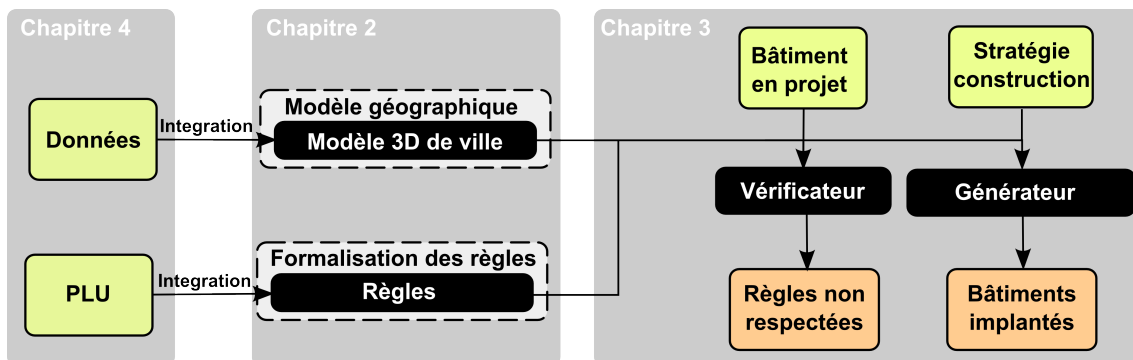 Chapitre 4
Données
PLU
Integration
Integration
Chapitre 2
Modèle géographique
Modèle 3D de ville
Formalisation des règles
Règles
Chapitre 3
Bâtiment
en projet
Stratégie
construction
Vérificateur
Générateur
Règles non
respectées
Bâtiments
implantés